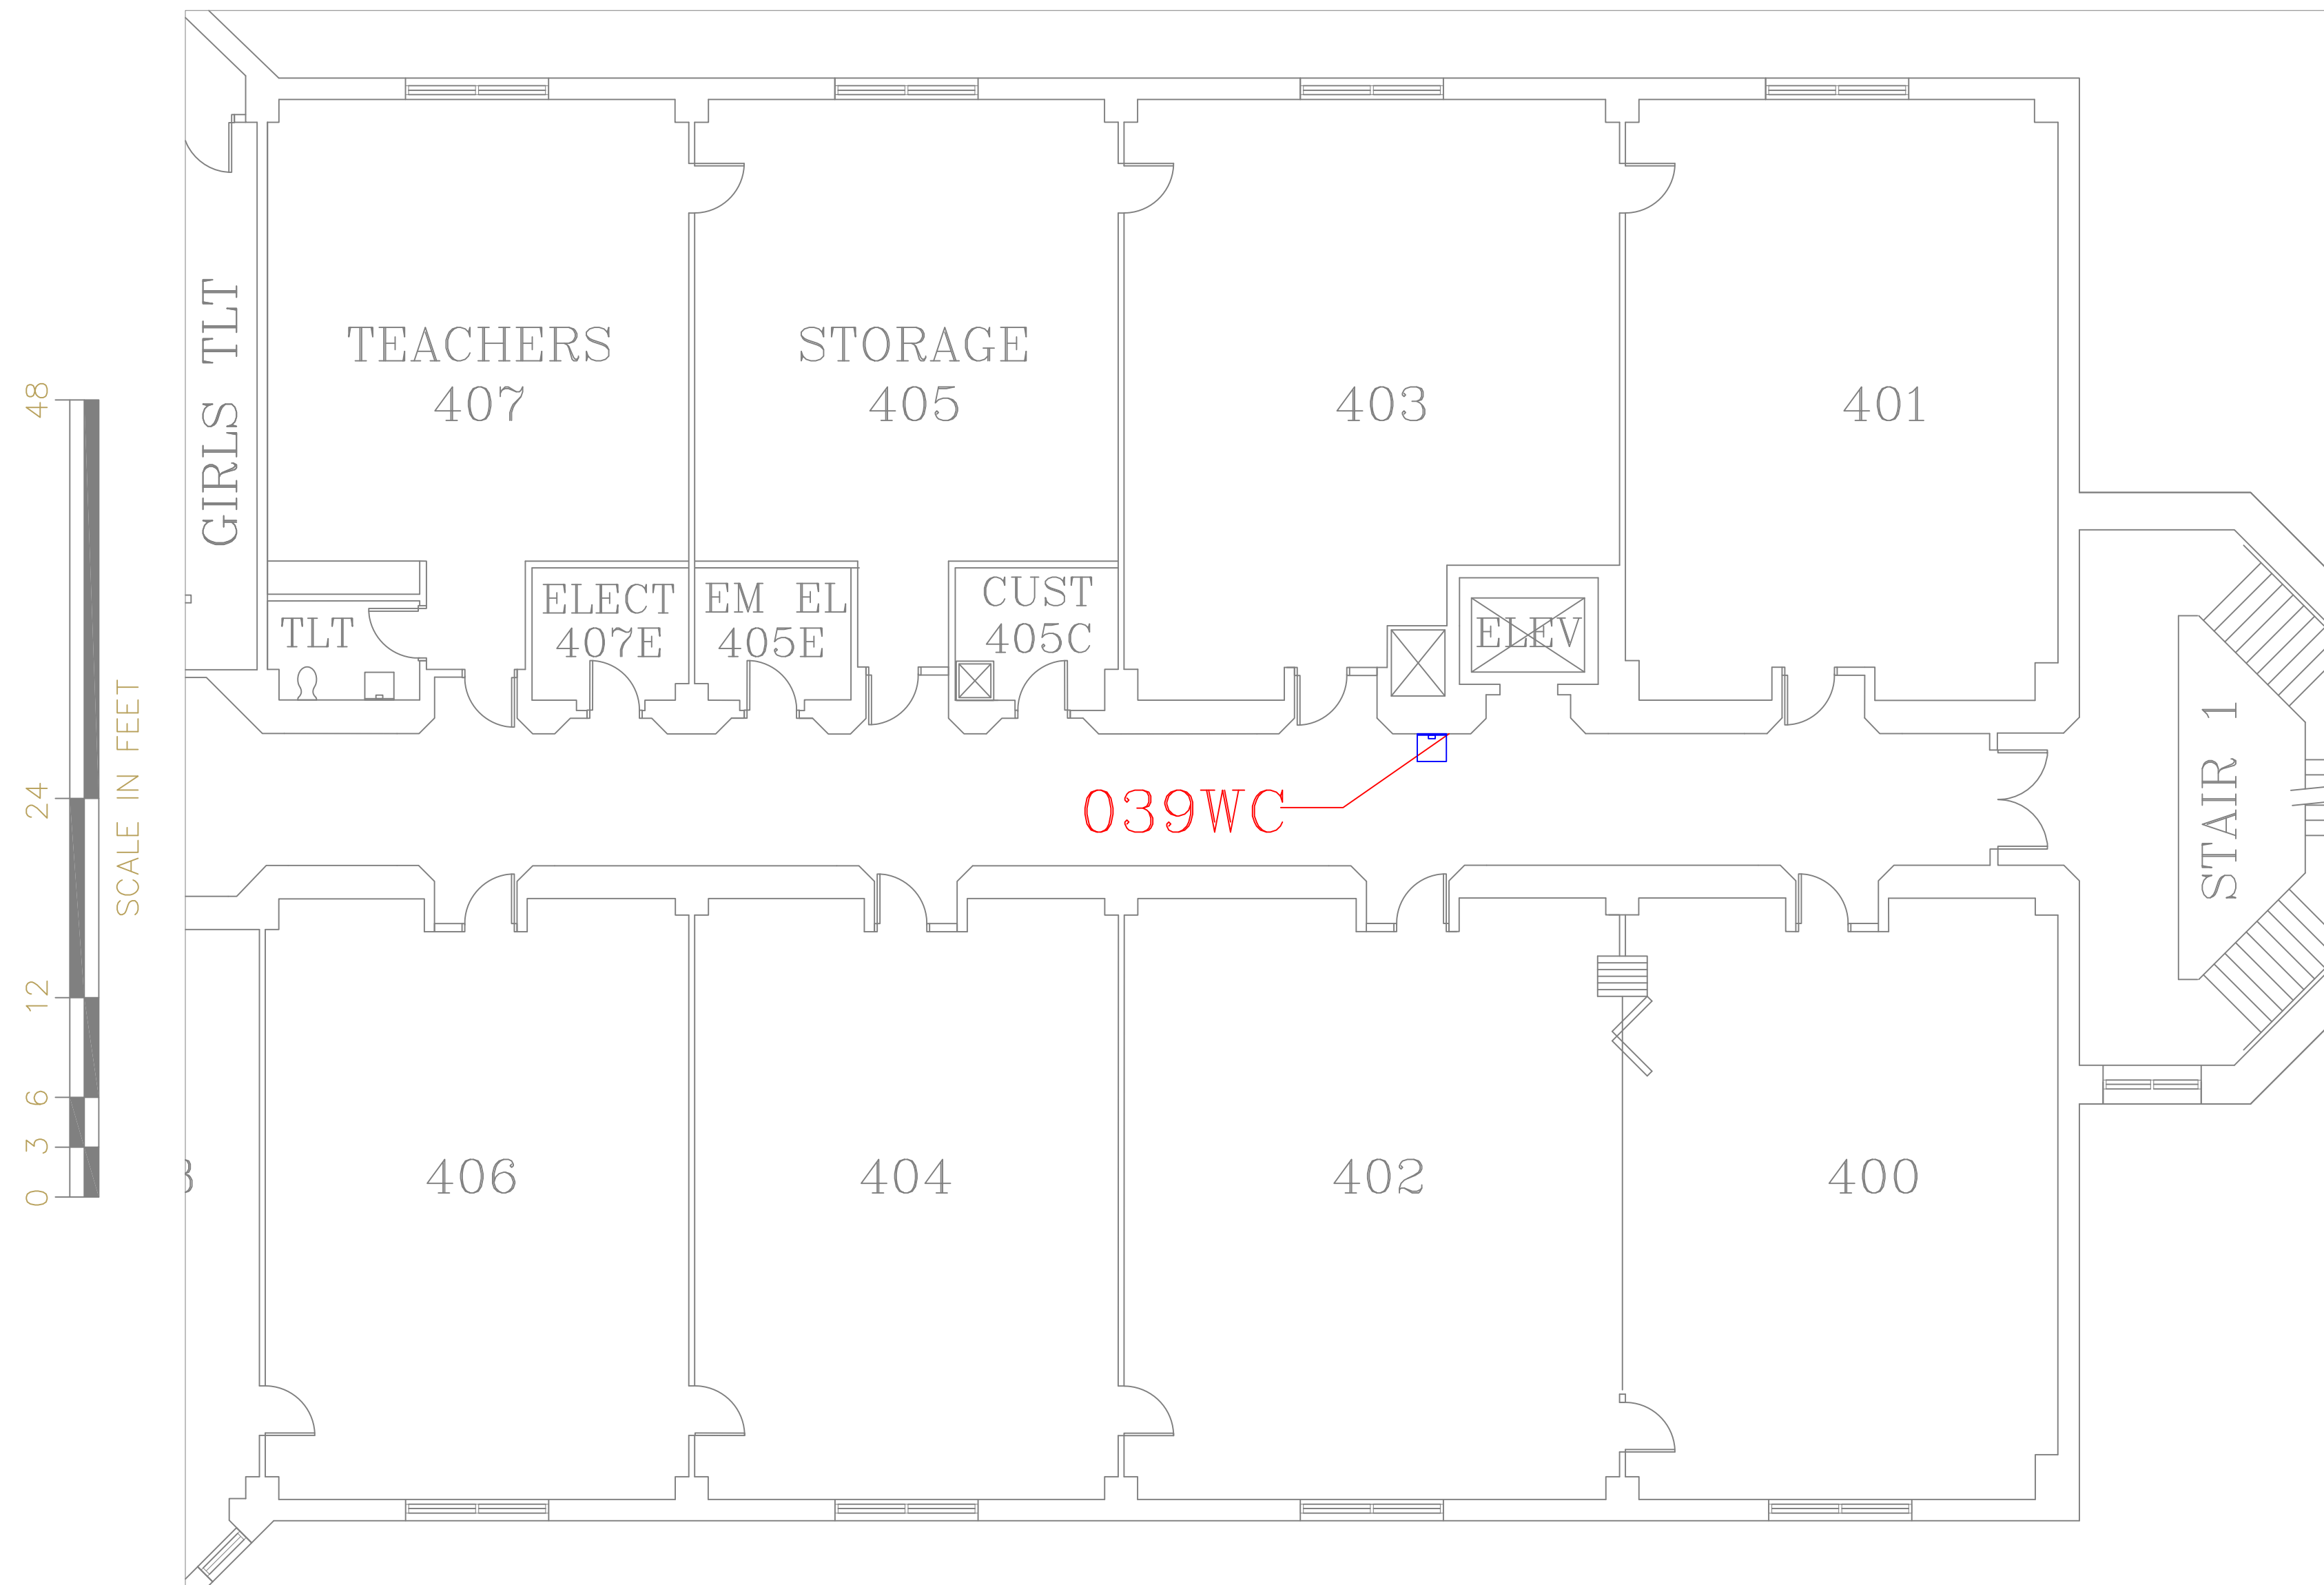 GIRLS TLT
TEACHERS
407
STORAGE
405
403
401
TLT
ELECT
407E
EM EL
405E
CUST
405C
ELEV
039WC
STAIR 1
406
404
402
400
48
24
12
6
3
0
SCALE IN FEET